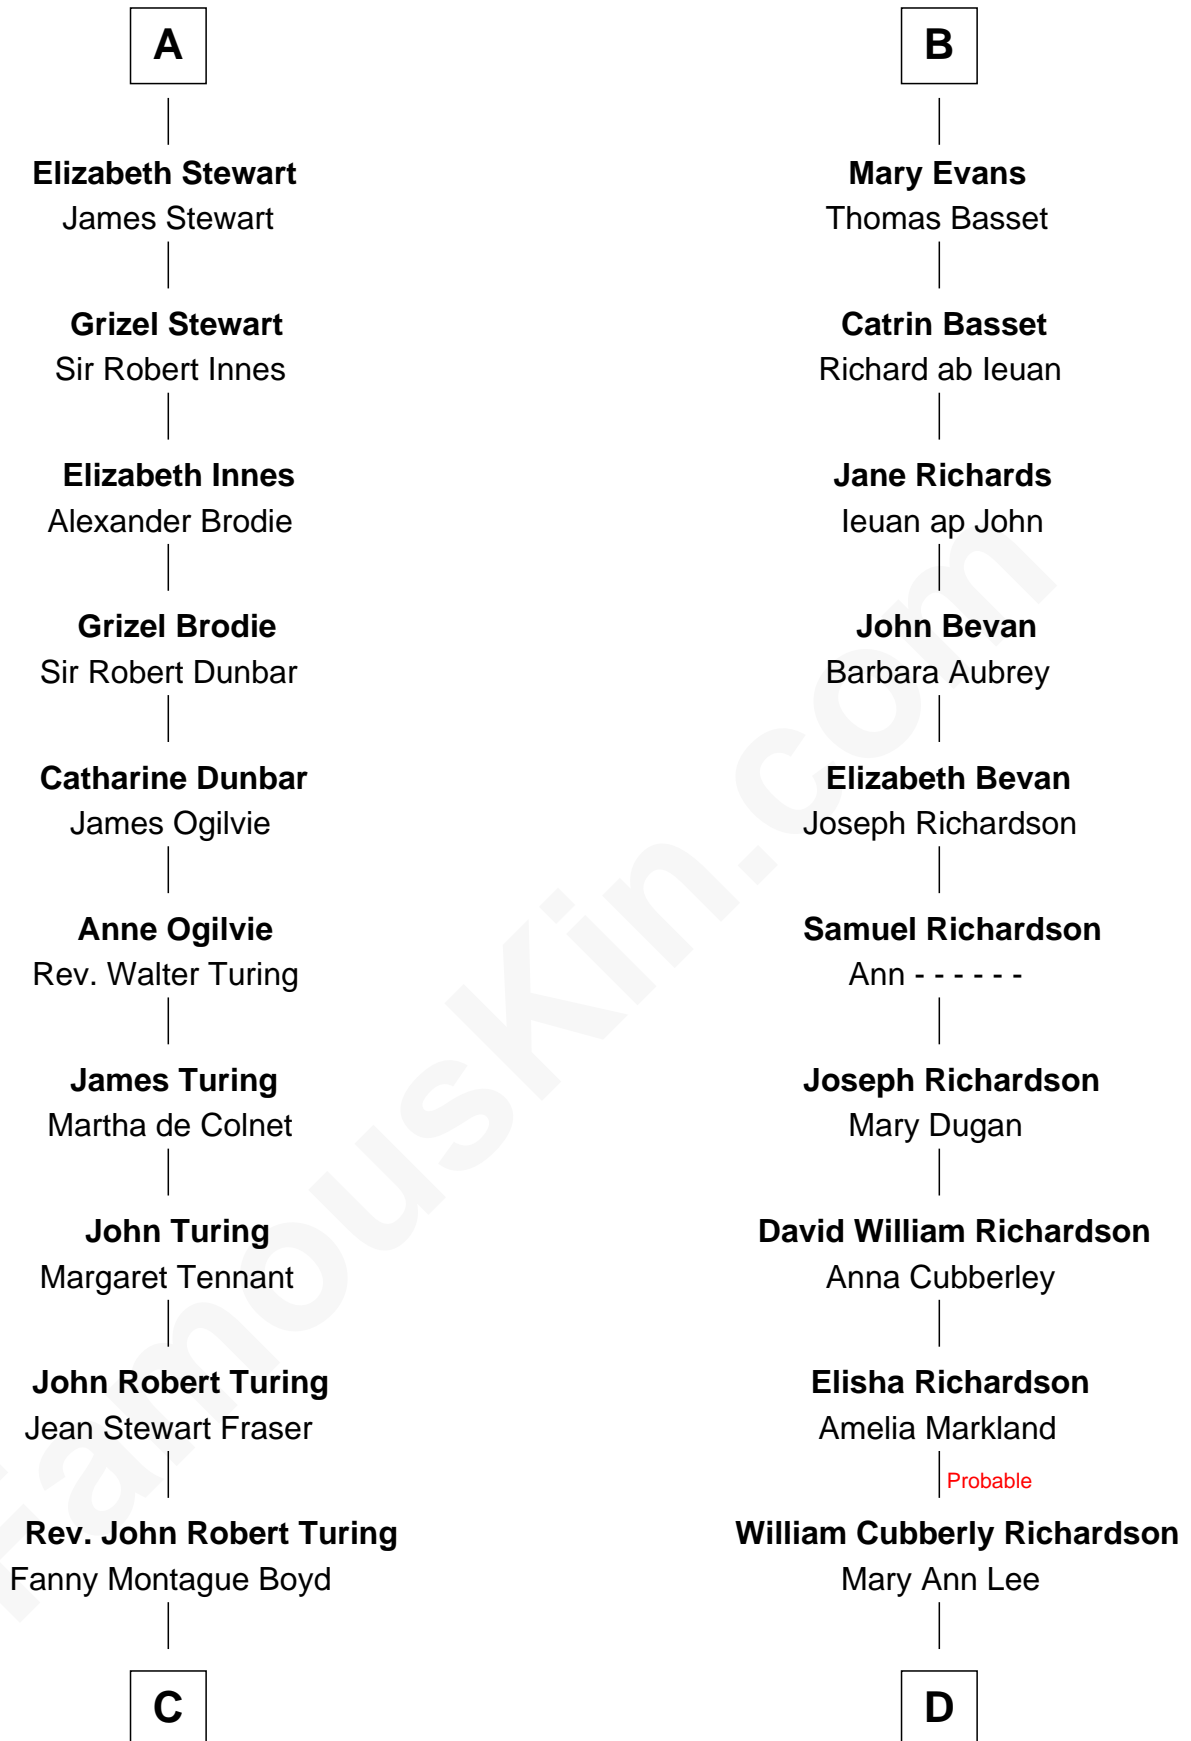 A
Elizabeth Stewart
James Stewart
Grizel Stewart
Sir Robert Innes
Elizabeth Innes
Alexander Brodie
Grizel Brodie
Sir Robert Dunbar
Catharine Dunbar
James Ogilvie
Anne Ogilvie
Rev. Walter Turing
James Turing
Martha de Colnet
John Turing
Margaret Tennant
John Robert Turing
Jean Stewart Fraser
Rev. John Robert Turing
Fanny Montague Boyd
C
B
Mary Evans
Thomas Basset
Catrin Basset
Richard ab Ieuan
Jane Richards
Ieuan ap John
John Bevan
Barbara Aubrey
Elizabeth Bevan
Joseph Richardson
Samuel Richardson
Ann - - - - - -
Joseph Richardson
Mary Dugan
David William Richardson
Anna Cubberley
Elisha Richardson
Amelia Markland
Probable
William Cubberly Richardson
Mary Ann Lee
D
FamousKin.com